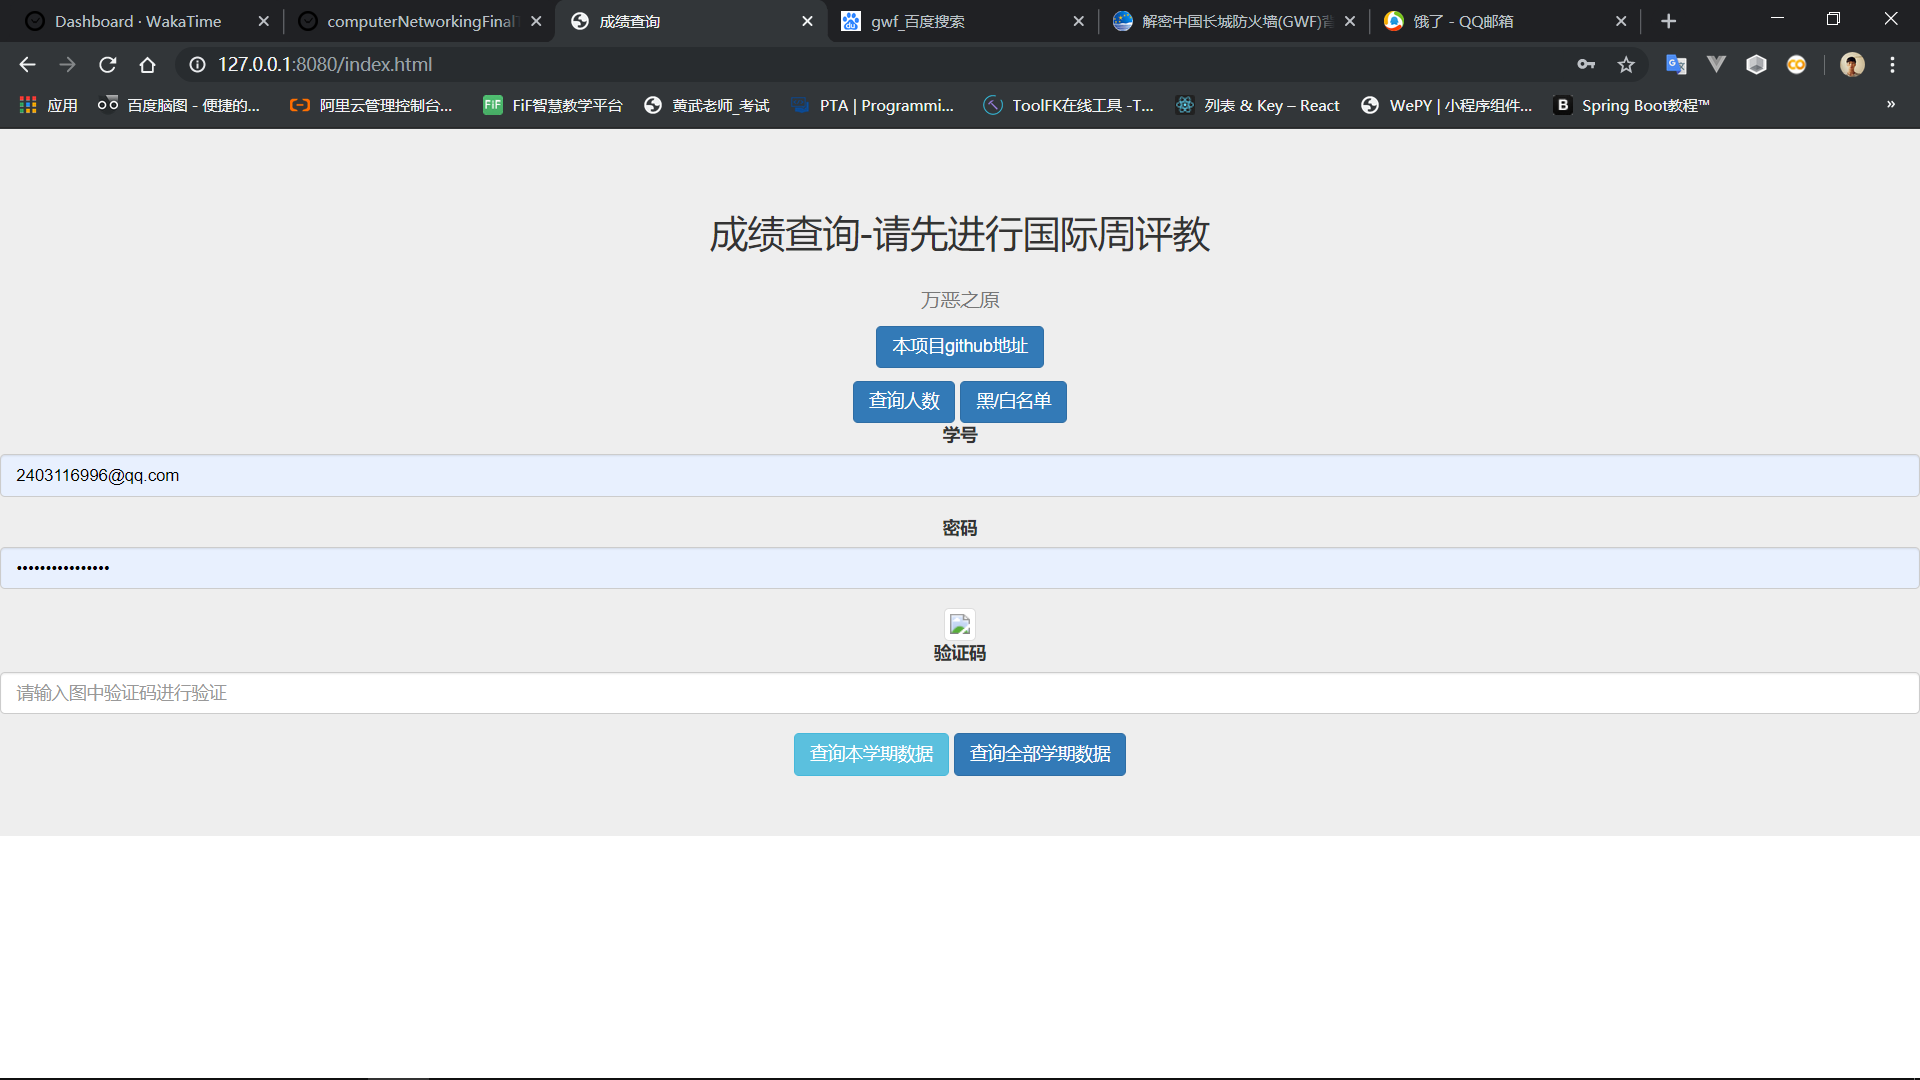 Dashboard · WakaTime
computerNetworkingFinal
成绩查询
gwf_百度搜索
解密中国长城防火墙(GWF)
饿了 - QQ邮箱
127.0.0.1:8080/index.html
应用
百度脑图 - 便捷的...
阿里云管理控制台...
FiF智慧教学平台
黄武老师_考试
PTA | Programmi...
ToolFK在线工具 -T...
列表 & Key – React
WePY | 小程序组件...
Spring Boot教程™
»
成绩查询-请先进行国际周评教
万恶之原
本项目github地址
查询人数 黑/白名单
学号
2403116996@qq.com
密码
••••••••••••••••
验证码
请输入图中验证码进行验证
查询本学期数据 查询全部学期数据